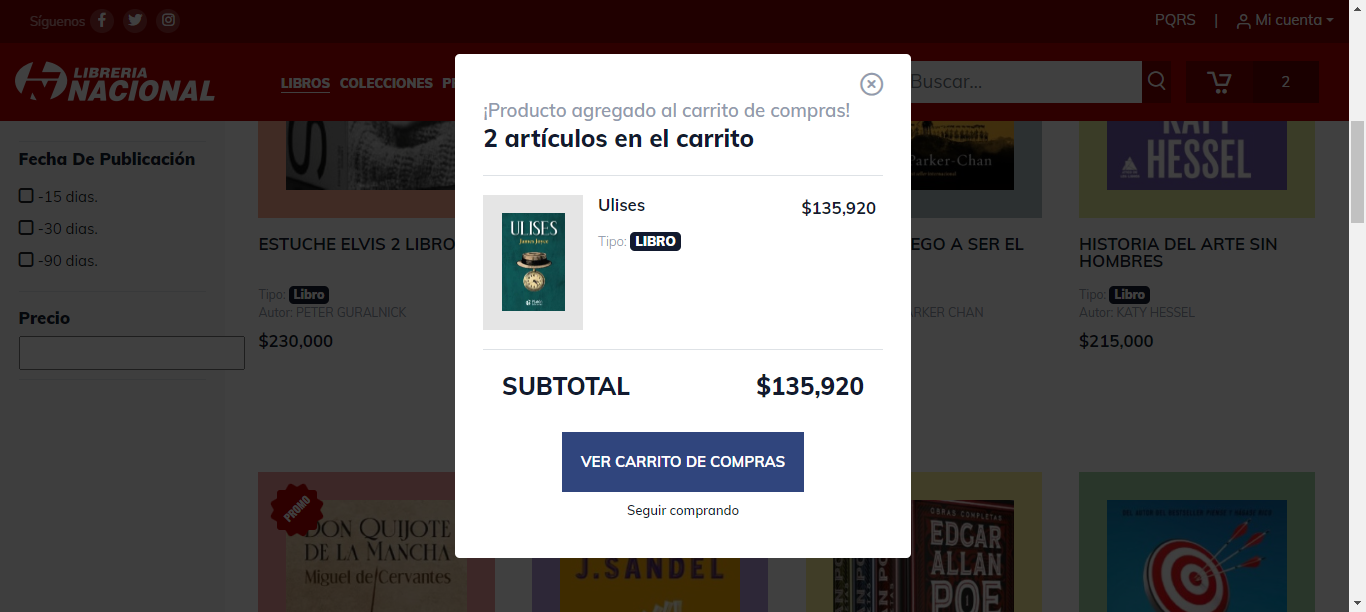 Síguenos
PQRS | Mi cuenta
LIBRERIA
NACIONAL
LIBROS COLECCIONES
Buscar...
2
¡Producto agregado al carrito de compras!
2 artículos en el carrito
Ulises
$135,920
Tipo: LIBRO
ULISES
James Joyce
SUBTOTAL
$135,920
VER CARRITO DE COMPRAS
Seguir comprando
Fecha De Publicación
-15 dias.
-30 dias.
-90 dias.
Precio
ESTUCHE ELVIS 2 LIBRO
Tipo: Libro
Autor: PETER GURALNICK
$230,000
Parker-Chan
A SER EL
CHAN
KATY
HESSEL
HISTORIA DEL ARTE SIN
HOMBRES
Tipo: Libro
Autor: KATY HESSEL
$215,000
PROMO
DON QUIJOTE
DE LA MANCHA
Miguel de Cervantes
J.SANDEL
OBRAS COMPLETAS
EDGAR
ALLAN
POE